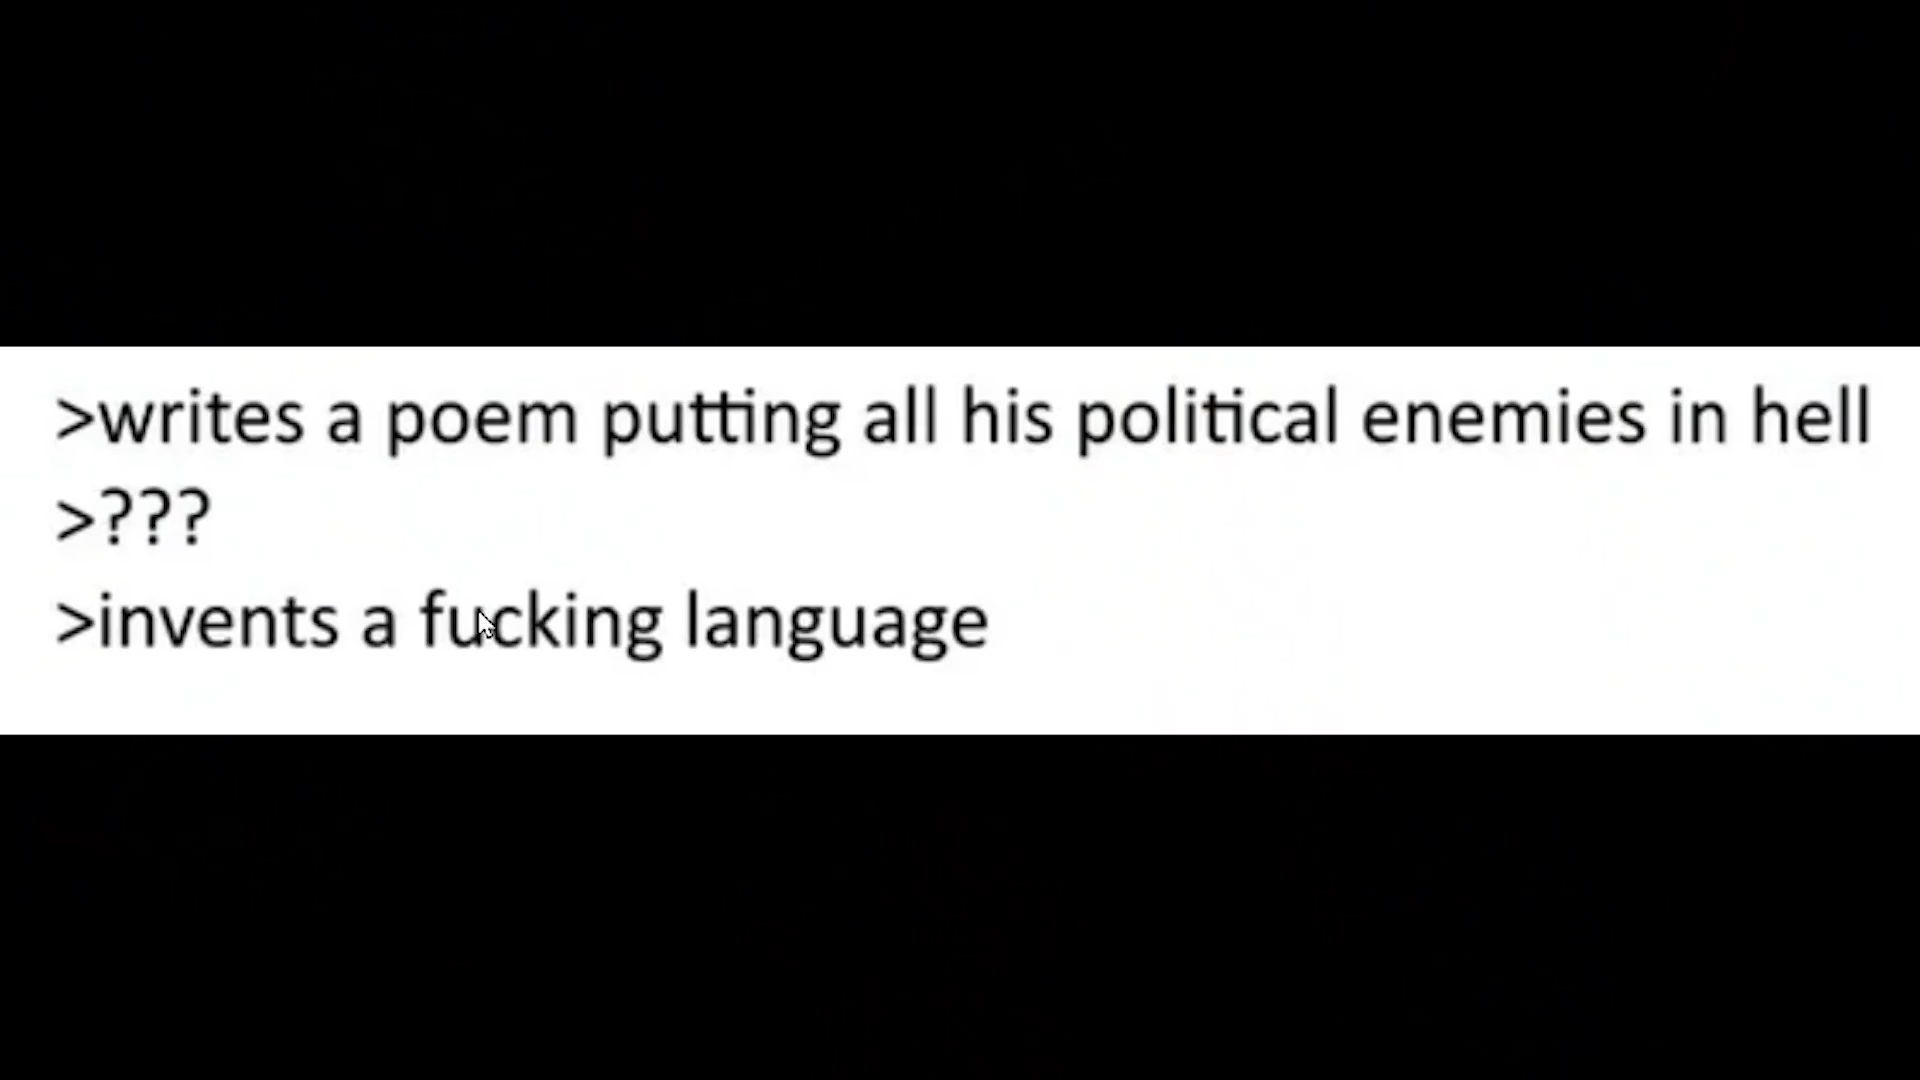 >writes a poem putting all his political enemies in hell
>???
>invents a fucking language